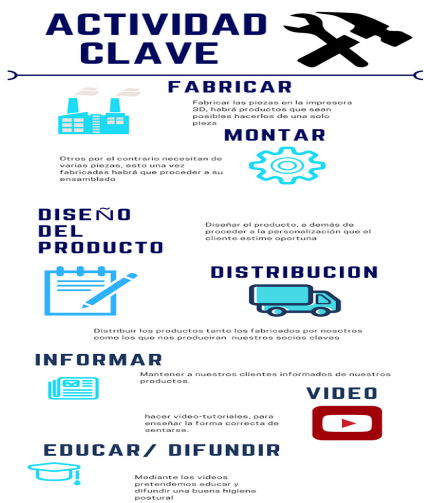 ACTIVIDAD
CLAVE
FABRICAR
Fabricar las piezas en la impresora
3D, habrá productos que sean
posibles hacerlos de una solo
pieza
MONTAR
Otros por el contrario necesitan de
varias piezas, esto una vez
fabricadas habrá que proceder a su
ensamblado
DISEÑO
DEL
PRODUCTO
Diseñar el producto, a demás de
proceder a la personalización que el
cliente estime oportuna
DISTRIBUCION
Distribuir los productos tanto los fabricados por nosotros
como los que nos produciran nuestros socios claves
INFORMAR
Mantener a nuestros clientes informados de nuestros
productos.
VIDEO
hacer video-tutoriales, para
enseñar la forma correcta de
sentarse.
EDUCAR/ DIFUNDIR
Mediante los videos
pretendemos educar y
difundir una buena higiene
postural